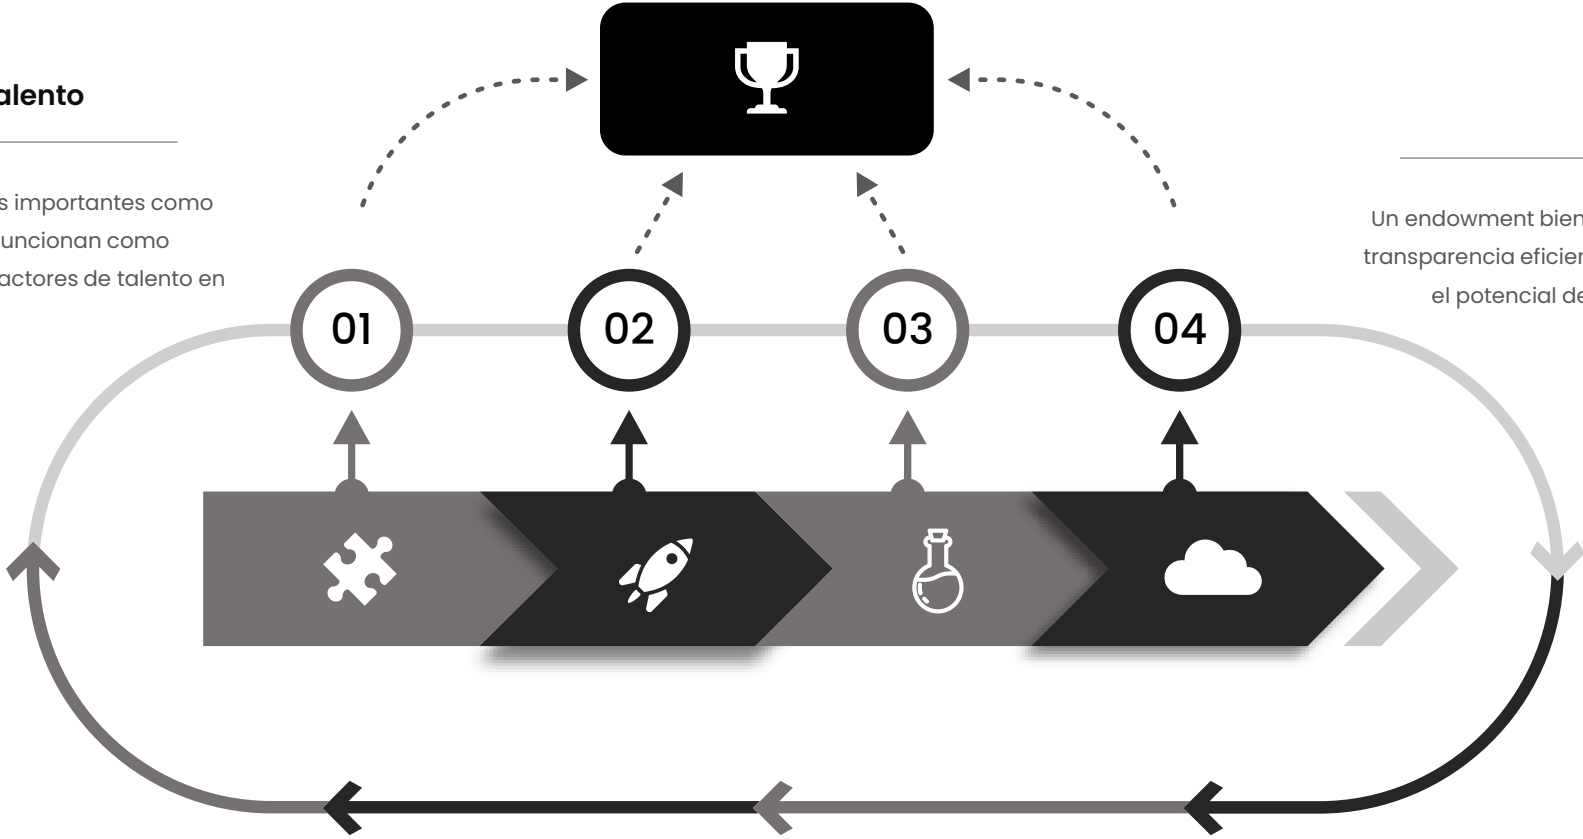 alento
s importantes como
uncionan como
actores de talento en
Un endowment bien
transparencia eficien
el potencial de
01
02
03
04